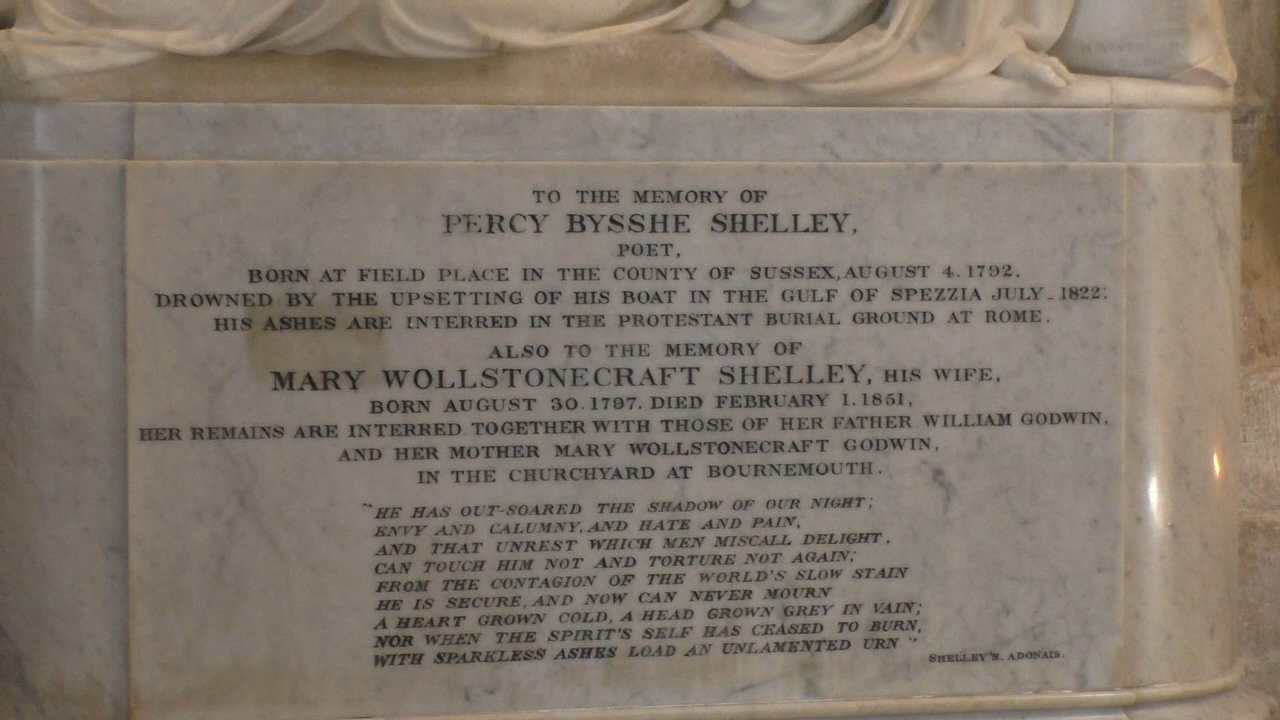 TO THE MEMORY OF
PERCY BYSSHE SHELLEY,
POET,
BORN AT FIELD PLACE IN THE COUNTY OF SUSSEX, AUGUST 4. 1792,
DROWNED BY THE UPSETTING OF HIS BOAT IN THE GULF OF SPEZZIA JULY_1822:
HIS ASHES ARE INTERRED IN THE PROTESTANT BURIAL GROUND AT ROME.
ALSO TO THE MEMORY OF
MARY WOLLSTONECRAFT SHELLEY, HIS WIFE,
BORN AUGUST 30. 1797. DIED FEBRUARY 1. 1851,
HER REMAINS ARE INTERRED TOGETHER WITH THOSE OF HER FATHER WILLIAM GODWIN,
AND HER MOTHER MARY WOLLSTONECRAFT GODWIN,
IN THE CHURCHYARD AT BOURNEMOUTH.
"HE HAS OUT-SOARED THE SHADOW OF OUR NIGHT;
ENVY AND CALUMNY, AND HATE AND PAIN,
AND THAT UNREST WHICH MEN MISCALL DELIGHT,
CAN TOUCH HIM NOT AND TORTURE NOT AGAIN;
FROM THE CONTAGION OF THE WORLD'S SLOW STAIN
HE IS SECURE, AND NOW CAN NEVER MOURN
A HEART GROWN COLD, A HEAD GROWN GREY IN VAIN;
NOR WHEN THE SPIRIT'S SELF HAS CEASED TO BURN,
WITH SPARKLESS ASHES LOAD AN UNLAMENTED URN."
SHELLEY'S. ADONAIS.